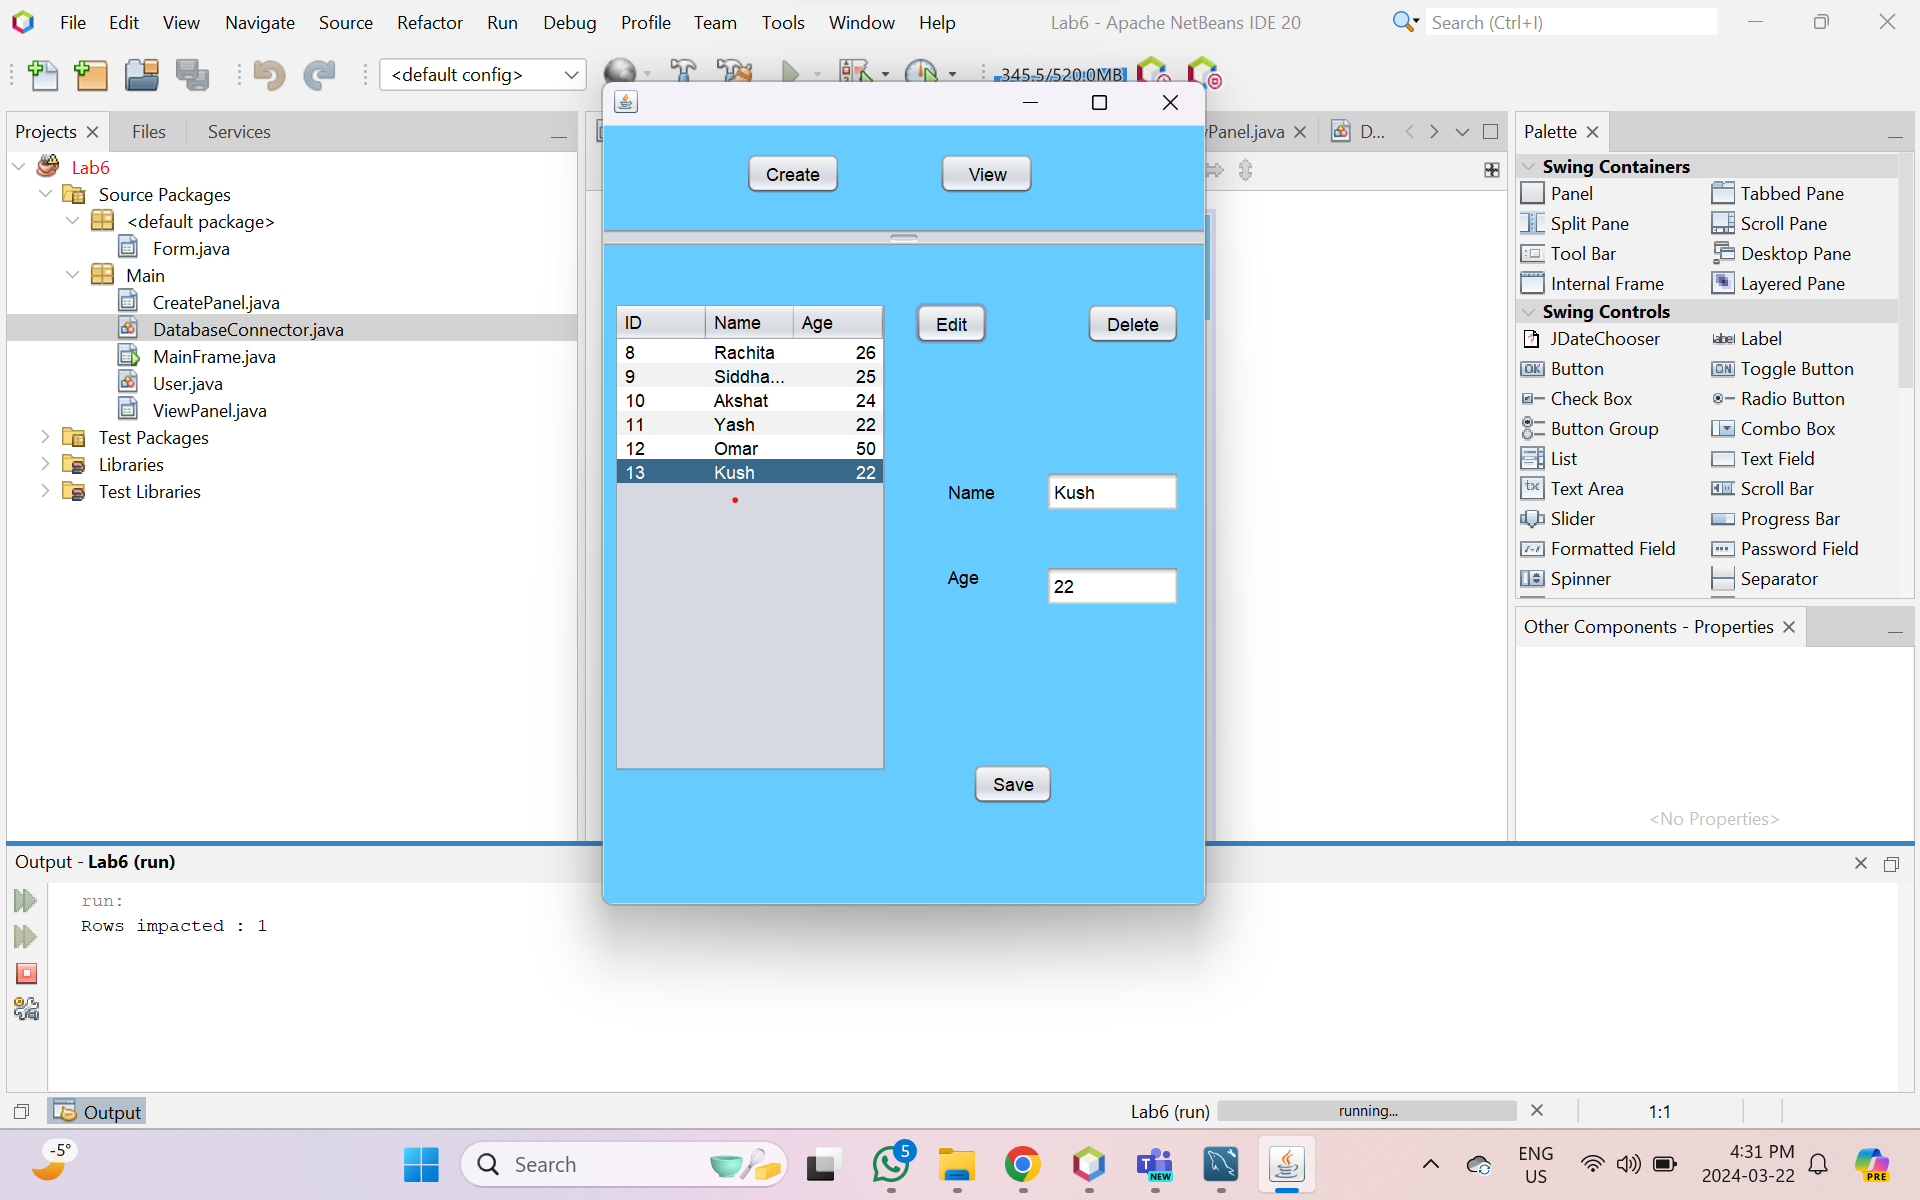 File Edit View Navigate Source Refactor Run Debug Profile Team Tools Window Help Lab6 - Apache NetBeans IDE 20 Search (Ctrl+I)
<default config> 345.5/520.0MB
Projects Files Services Panel.java D...
Lab6
Source Packages
<default package>
Form.java
Main
CreatePanel.java
DatabaseConnector.java
MainFrame.java
User.java
ViewPanel.java
Test Packages
Libraries
Test Libraries
Create View
ID Name Age
8 Rachita 26
9 Siddha... 25
10 Akshat 24
11 Yash 22
12 Omar 50
13 Kush 22
Edit Delete
Name Kush
Age 22
Save
Palette
Swing Containers
Panel Tabbed Pane
Split Pane Scroll Pane
Tool Bar Desktop Pane
Internal Frame Layered Pane
Swing Controls
JDateChooser label Label
OK Button ON Toggle Button
Check Box Radio Button
Button Group Combo Box
List Text Field
Text Area Scroll Bar
Slider Progress Bar
Formatted Field Password Field
Spinner Separator
Other Components - Properties
<No Properties>
Output - Lab6 (run)
run:
Rows impacted : 1
Output Lab6 (run) running... 1:1
-5° Search 5 NEW ENG US 4:31 PM 2024-03-22 PRE